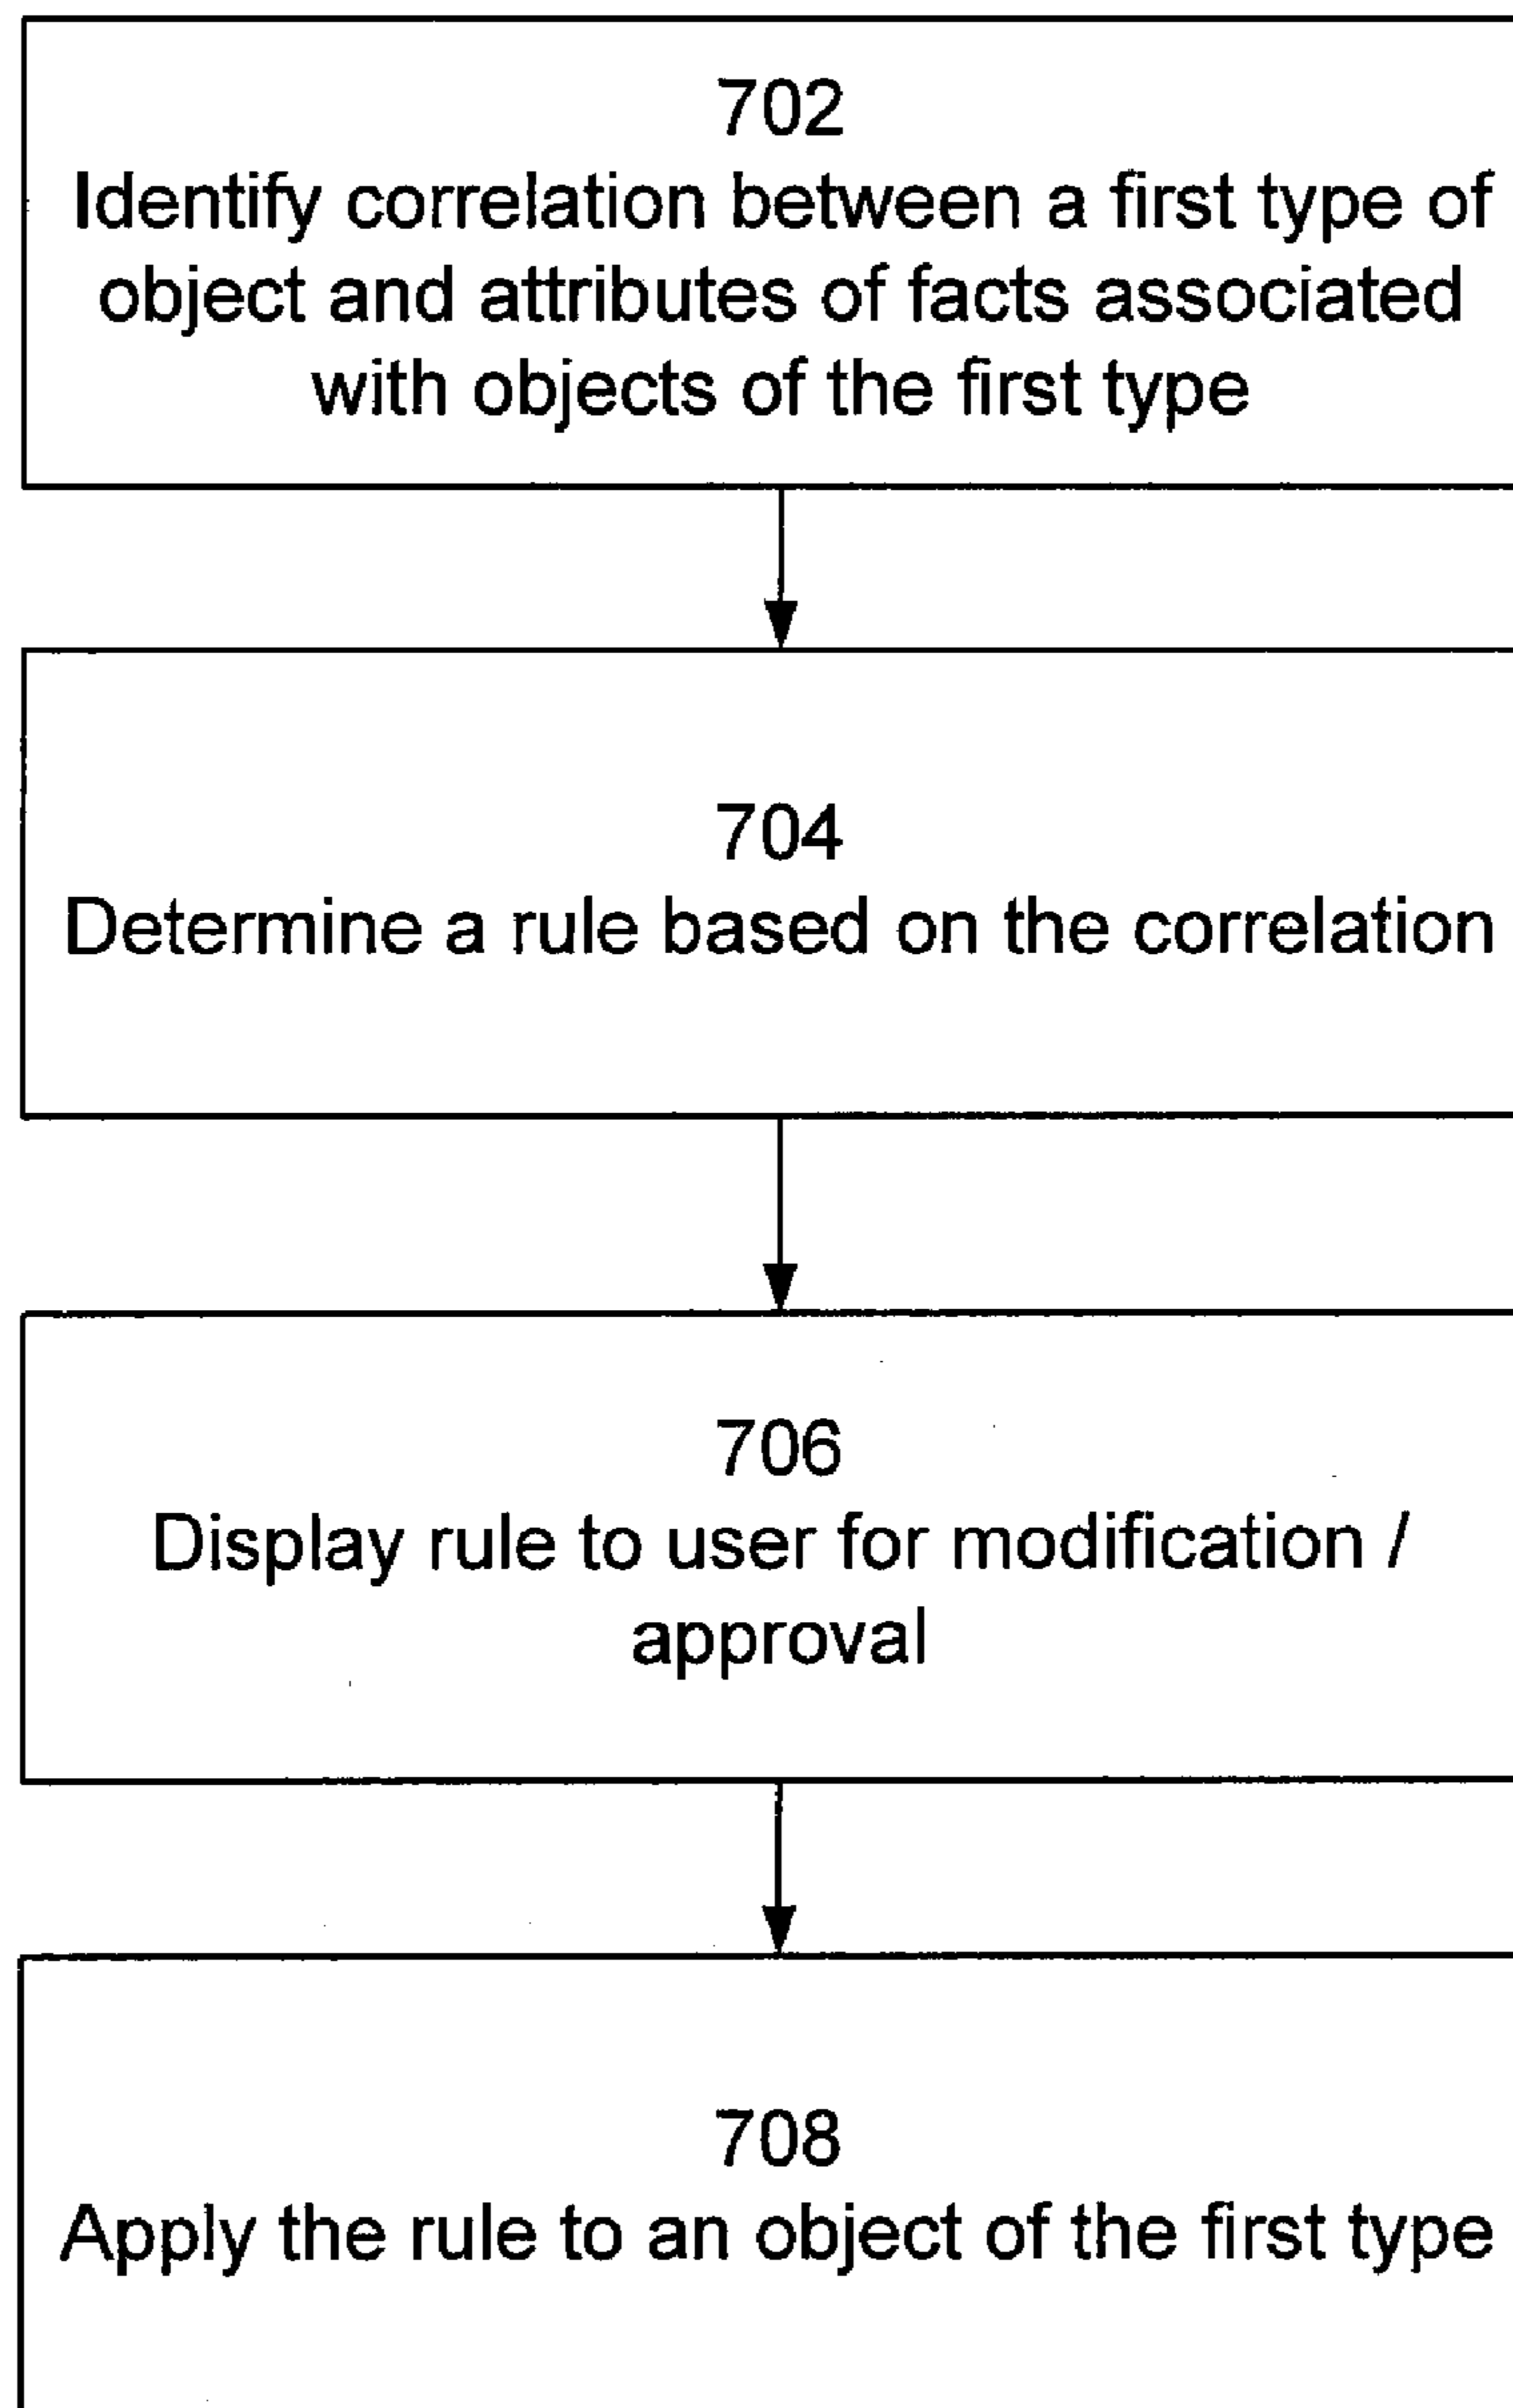 702
Identify correlation between a first type of
object and attributes of facts associated
with objects of the first type
704
Determine a rule based on the correlation
706
Display rule to user for modification /
approval
708
Apply the rule to an object of the first type